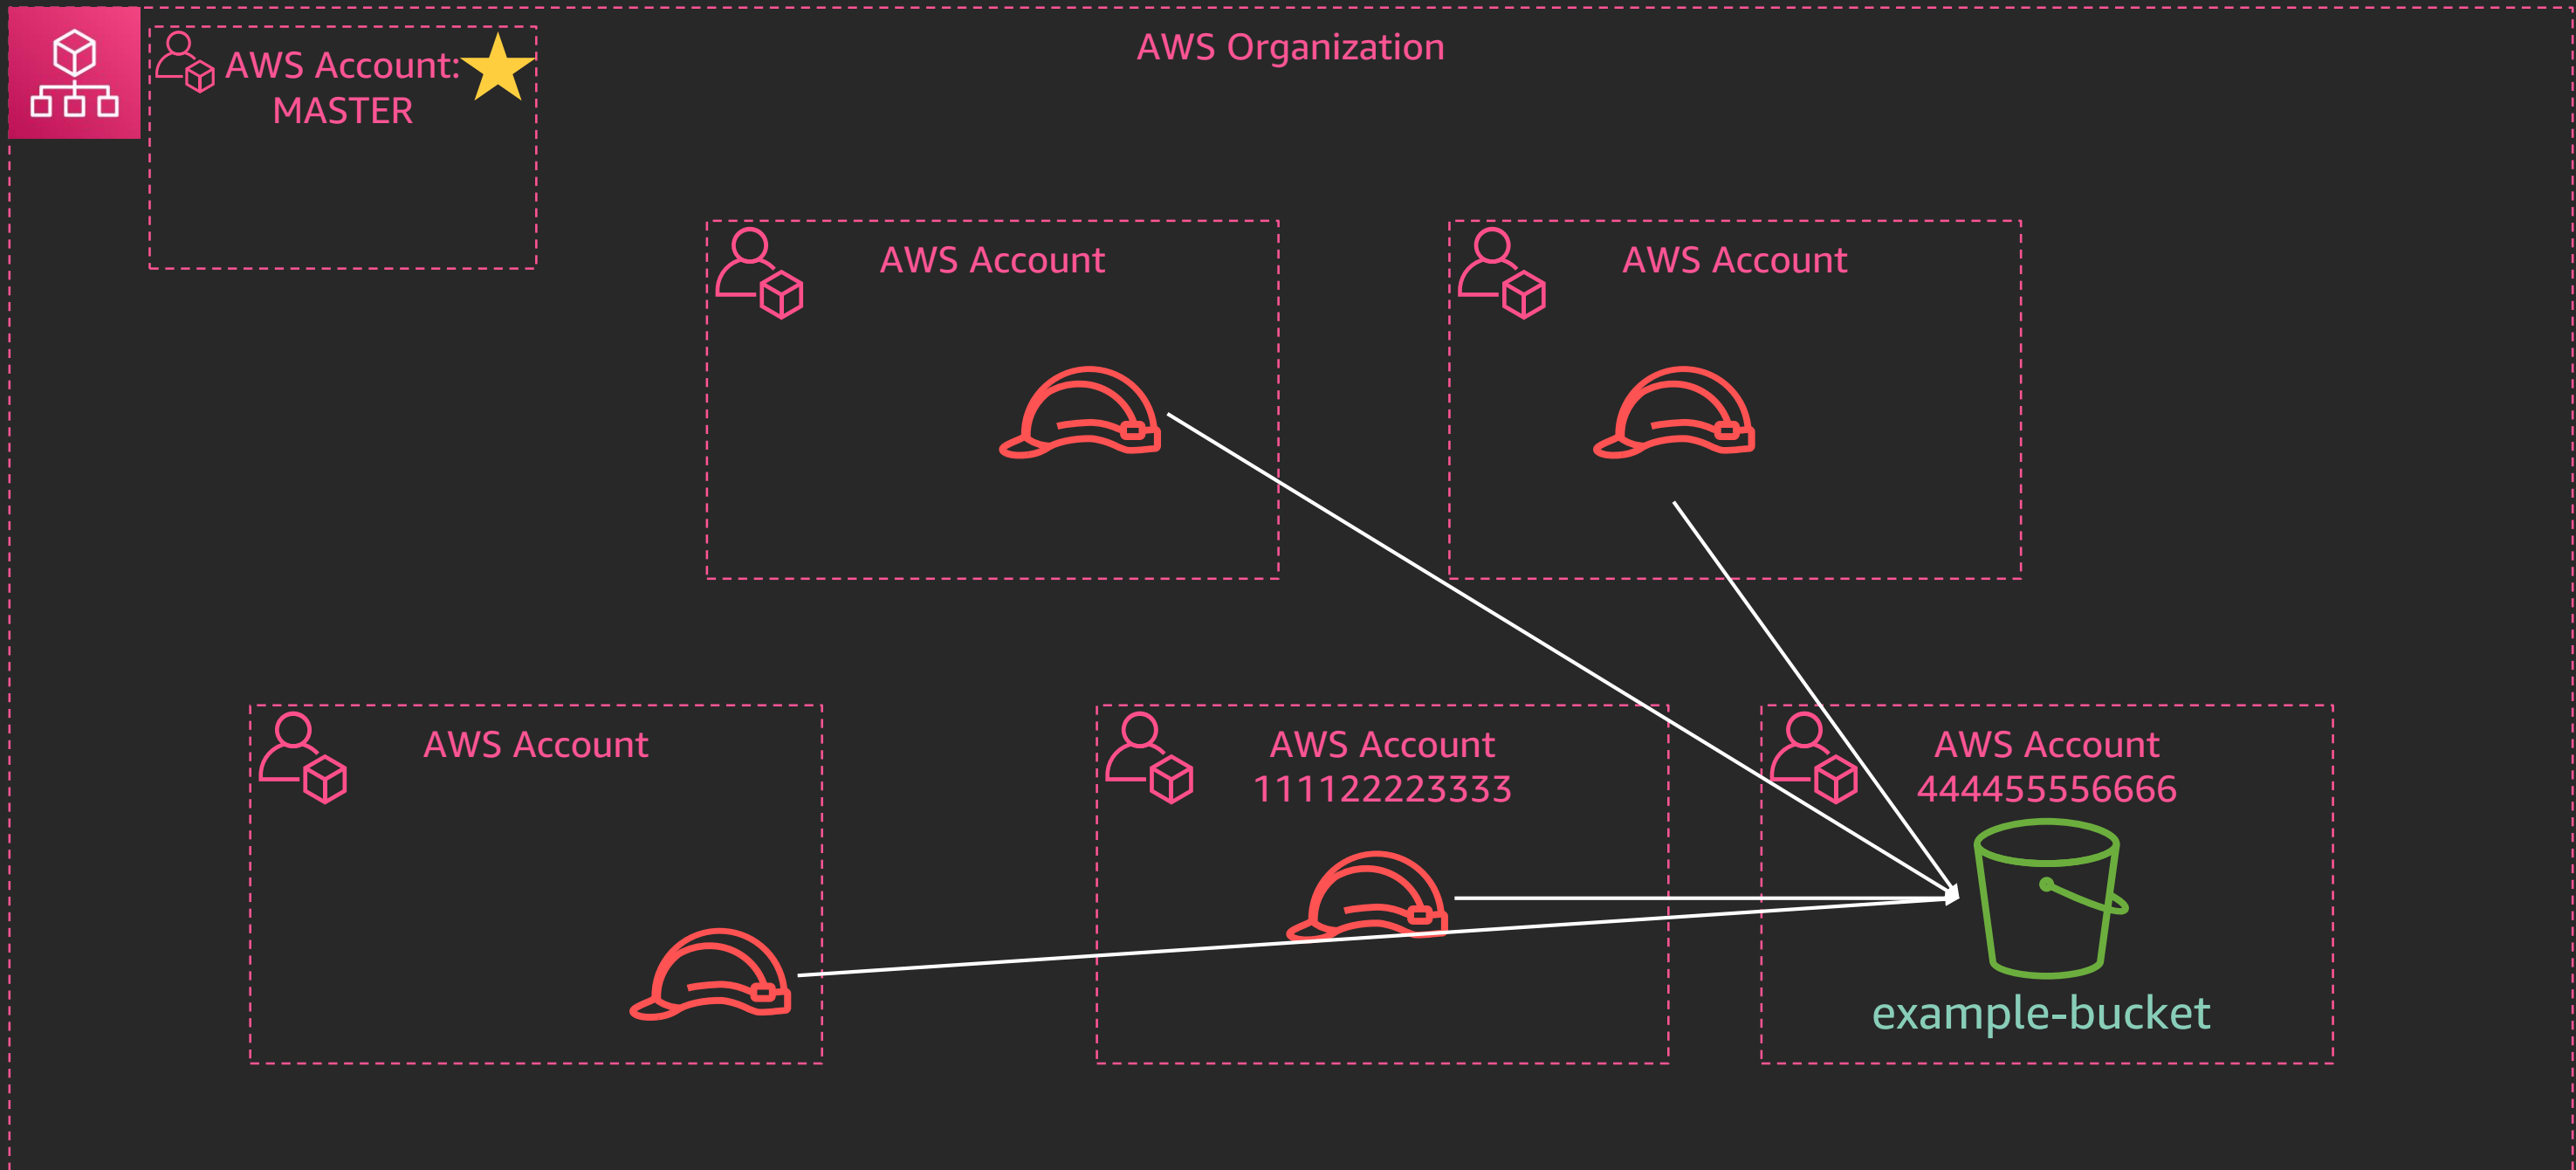 AWS Organization
AWS Account:
MASTER
AWS Account
AWS Account
AWS Account
AWS Account
111122223333
AWS Account
444455556666
example-bucket